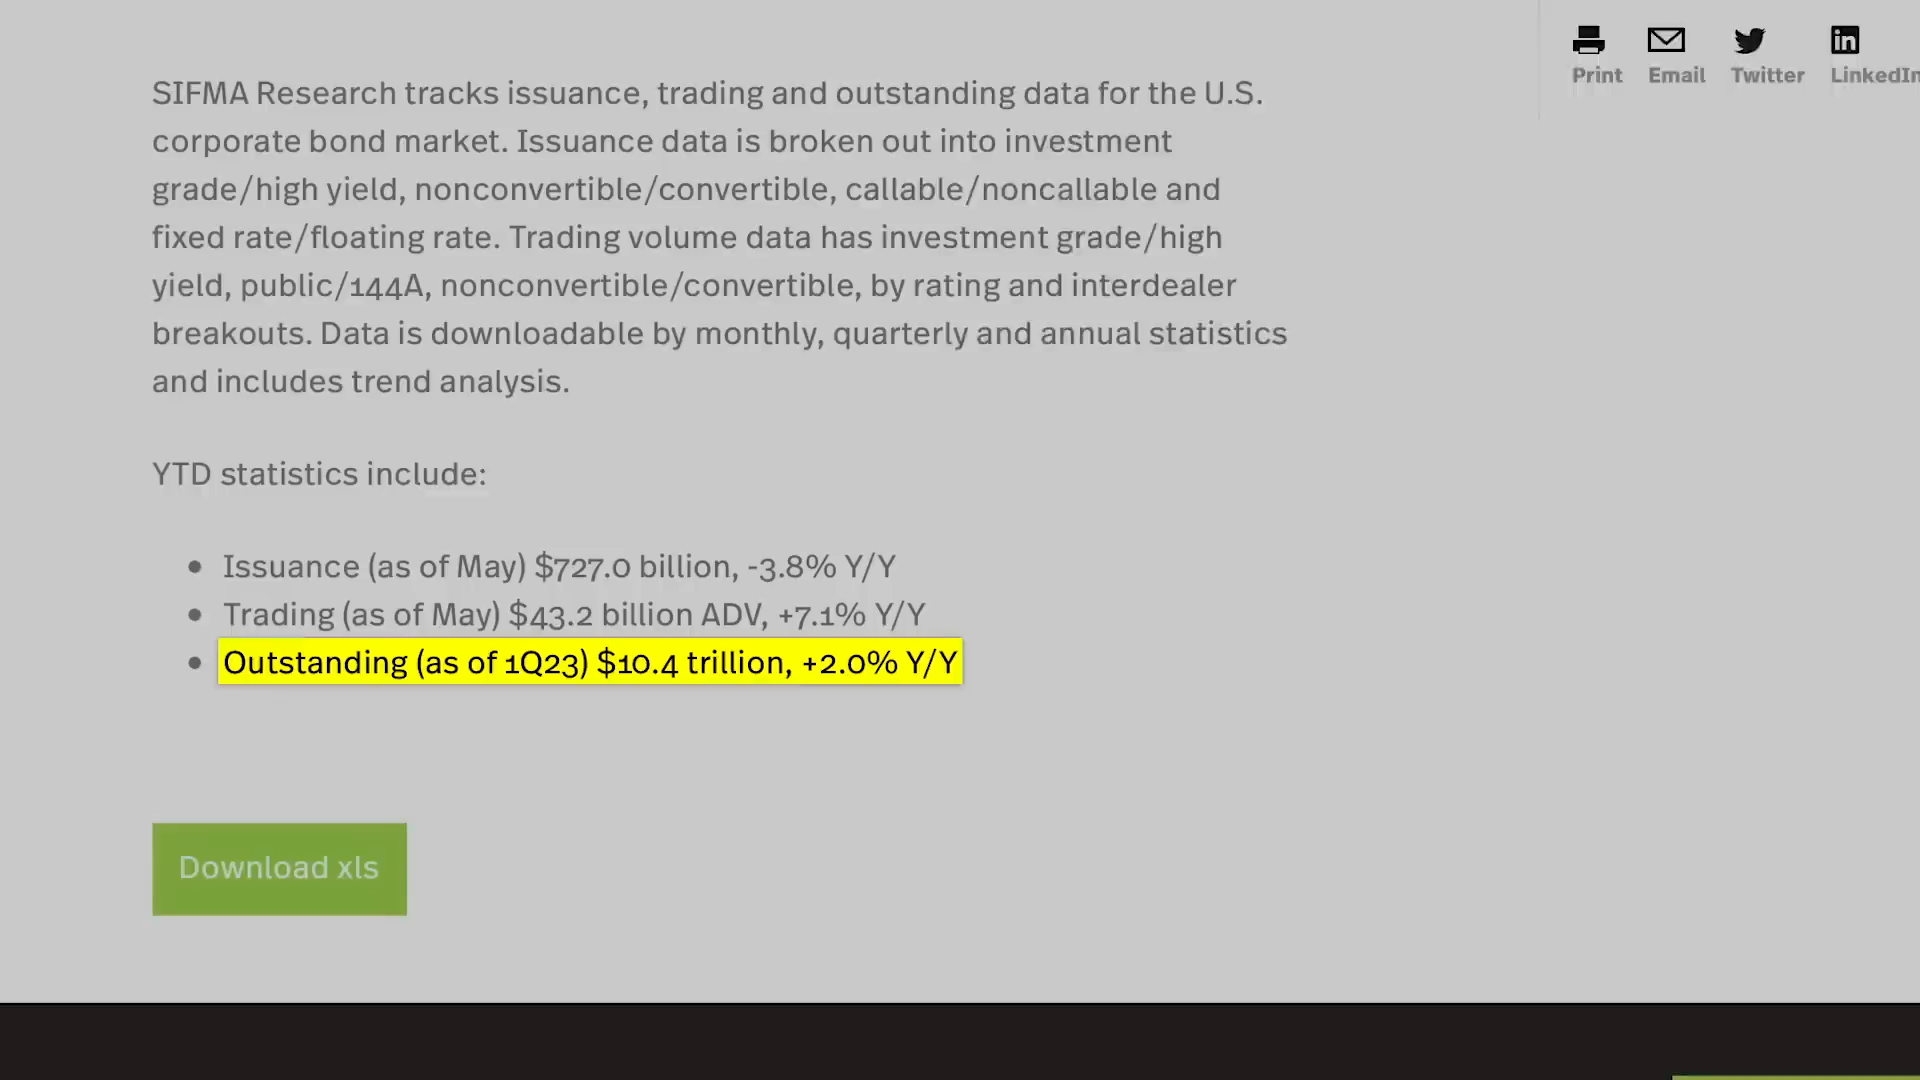 Print Email Twitter LinkedIn
SIFMA Research tracks issuance, trading and outstanding data for the U.S.
corporate bond market. Issuance data is broken out into investment
grade/high yield, nonconvertible/convertible, callable/noncallable and
fixed rate/floating rate. Trading volume data has investment grade/high
yield, public/144A, nonconvertible/convertible, by rating and interdealer
breakouts. Data is downloadable by monthly, quarterly and annual statistics
and includes trend analysis.
YTD statistics include:
• Issuance (as of May) $727.0 billion, -3.8% Y/Y
• Trading (as of May) $43.2 billion ADV, +7.1% Y/Y
• Outstanding (as of 1Q23) $10.4 trillion, +2.0% Y/Y
Download xls